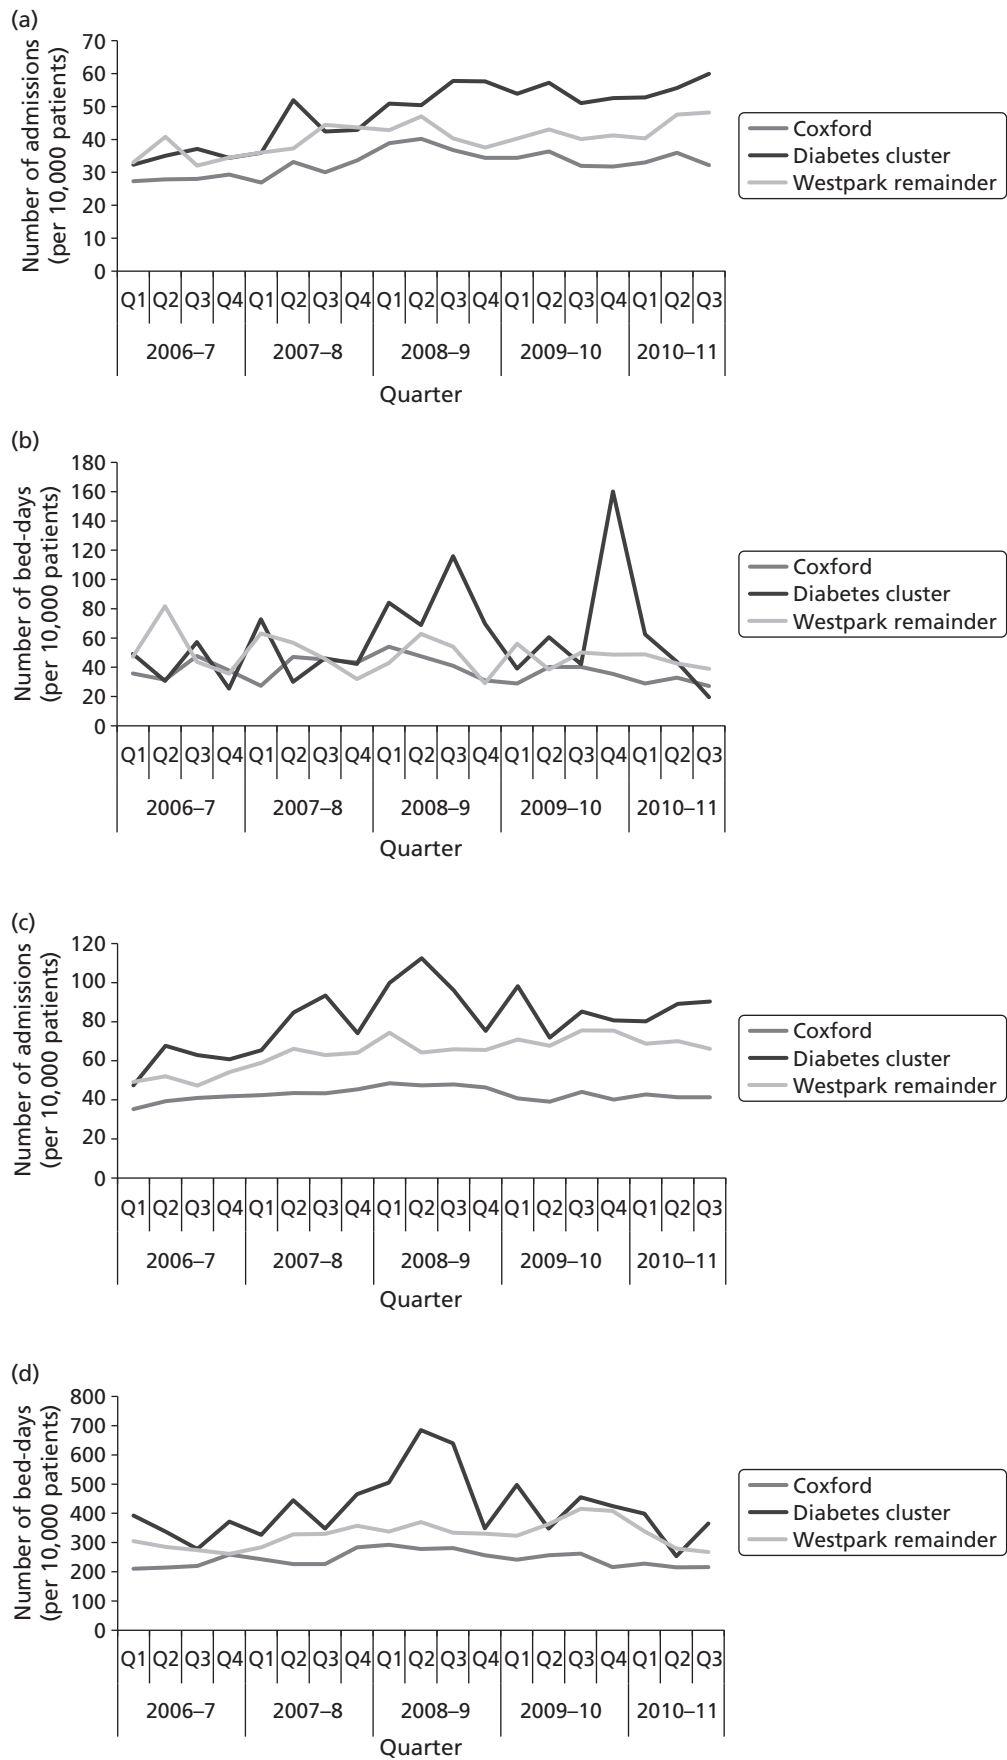 (a)
Number of admissions
(per 10,000 patients)
70
60
50
40
30
20
10
0
Q1 Q2 Q3 Q4 Q1 Q2 Q3 Q4 Q1 Q2 Q3 Q4 Q1 Q2 Q3 Q4 Q1 Q2 Q3
2006–7 2007–8 2008–9 2009–10 2010–11
Quarter
Coxford
Diabetes cluster
Westpark remainder
(b)
Number of bed-days
(per 10,000 patients)
180
160
140
120
100
80
60
40
20
0
Q1 Q2 Q3 Q4 Q1 Q2 Q3 Q4 Q1 Q2 Q3 Q4 Q1 Q2 Q3 Q4 Q1 Q2 Q3
2006–7 2007–8 2008–9 2009–10 2010–11
Quarter
Coxford
Diabetes cluster
Westpark remainder
(c)
Number of admissions
(per 10,000 patients)
120
100
80
60
40
20
0
Q1 Q2 Q3 Q4 Q1 Q2 Q3 Q4 Q1 Q2 Q3 Q4 Q1 Q2 Q3 Q4 Q1 Q2 Q3
2006–7 2007–8 2008–9 2009–10 2010–11
Quarter
Coxford
Diabetes cluster
Westpark remainder
(d)
Number of bed-days
(per 10,000 patients)
800
700
600
500
400
300
200
100
0
Q1 Q2 Q3 Q4 Q1 Q2 Q3 Q4 Q1 Q2 Q3 Q4 Q1 Q2 Q3 Q4 Q1 Q2 Q3
2006–7 2007–8 2008–9 2009–10 2010–11
Quarter
Coxford
Diabetes cluster
Westpark remainder